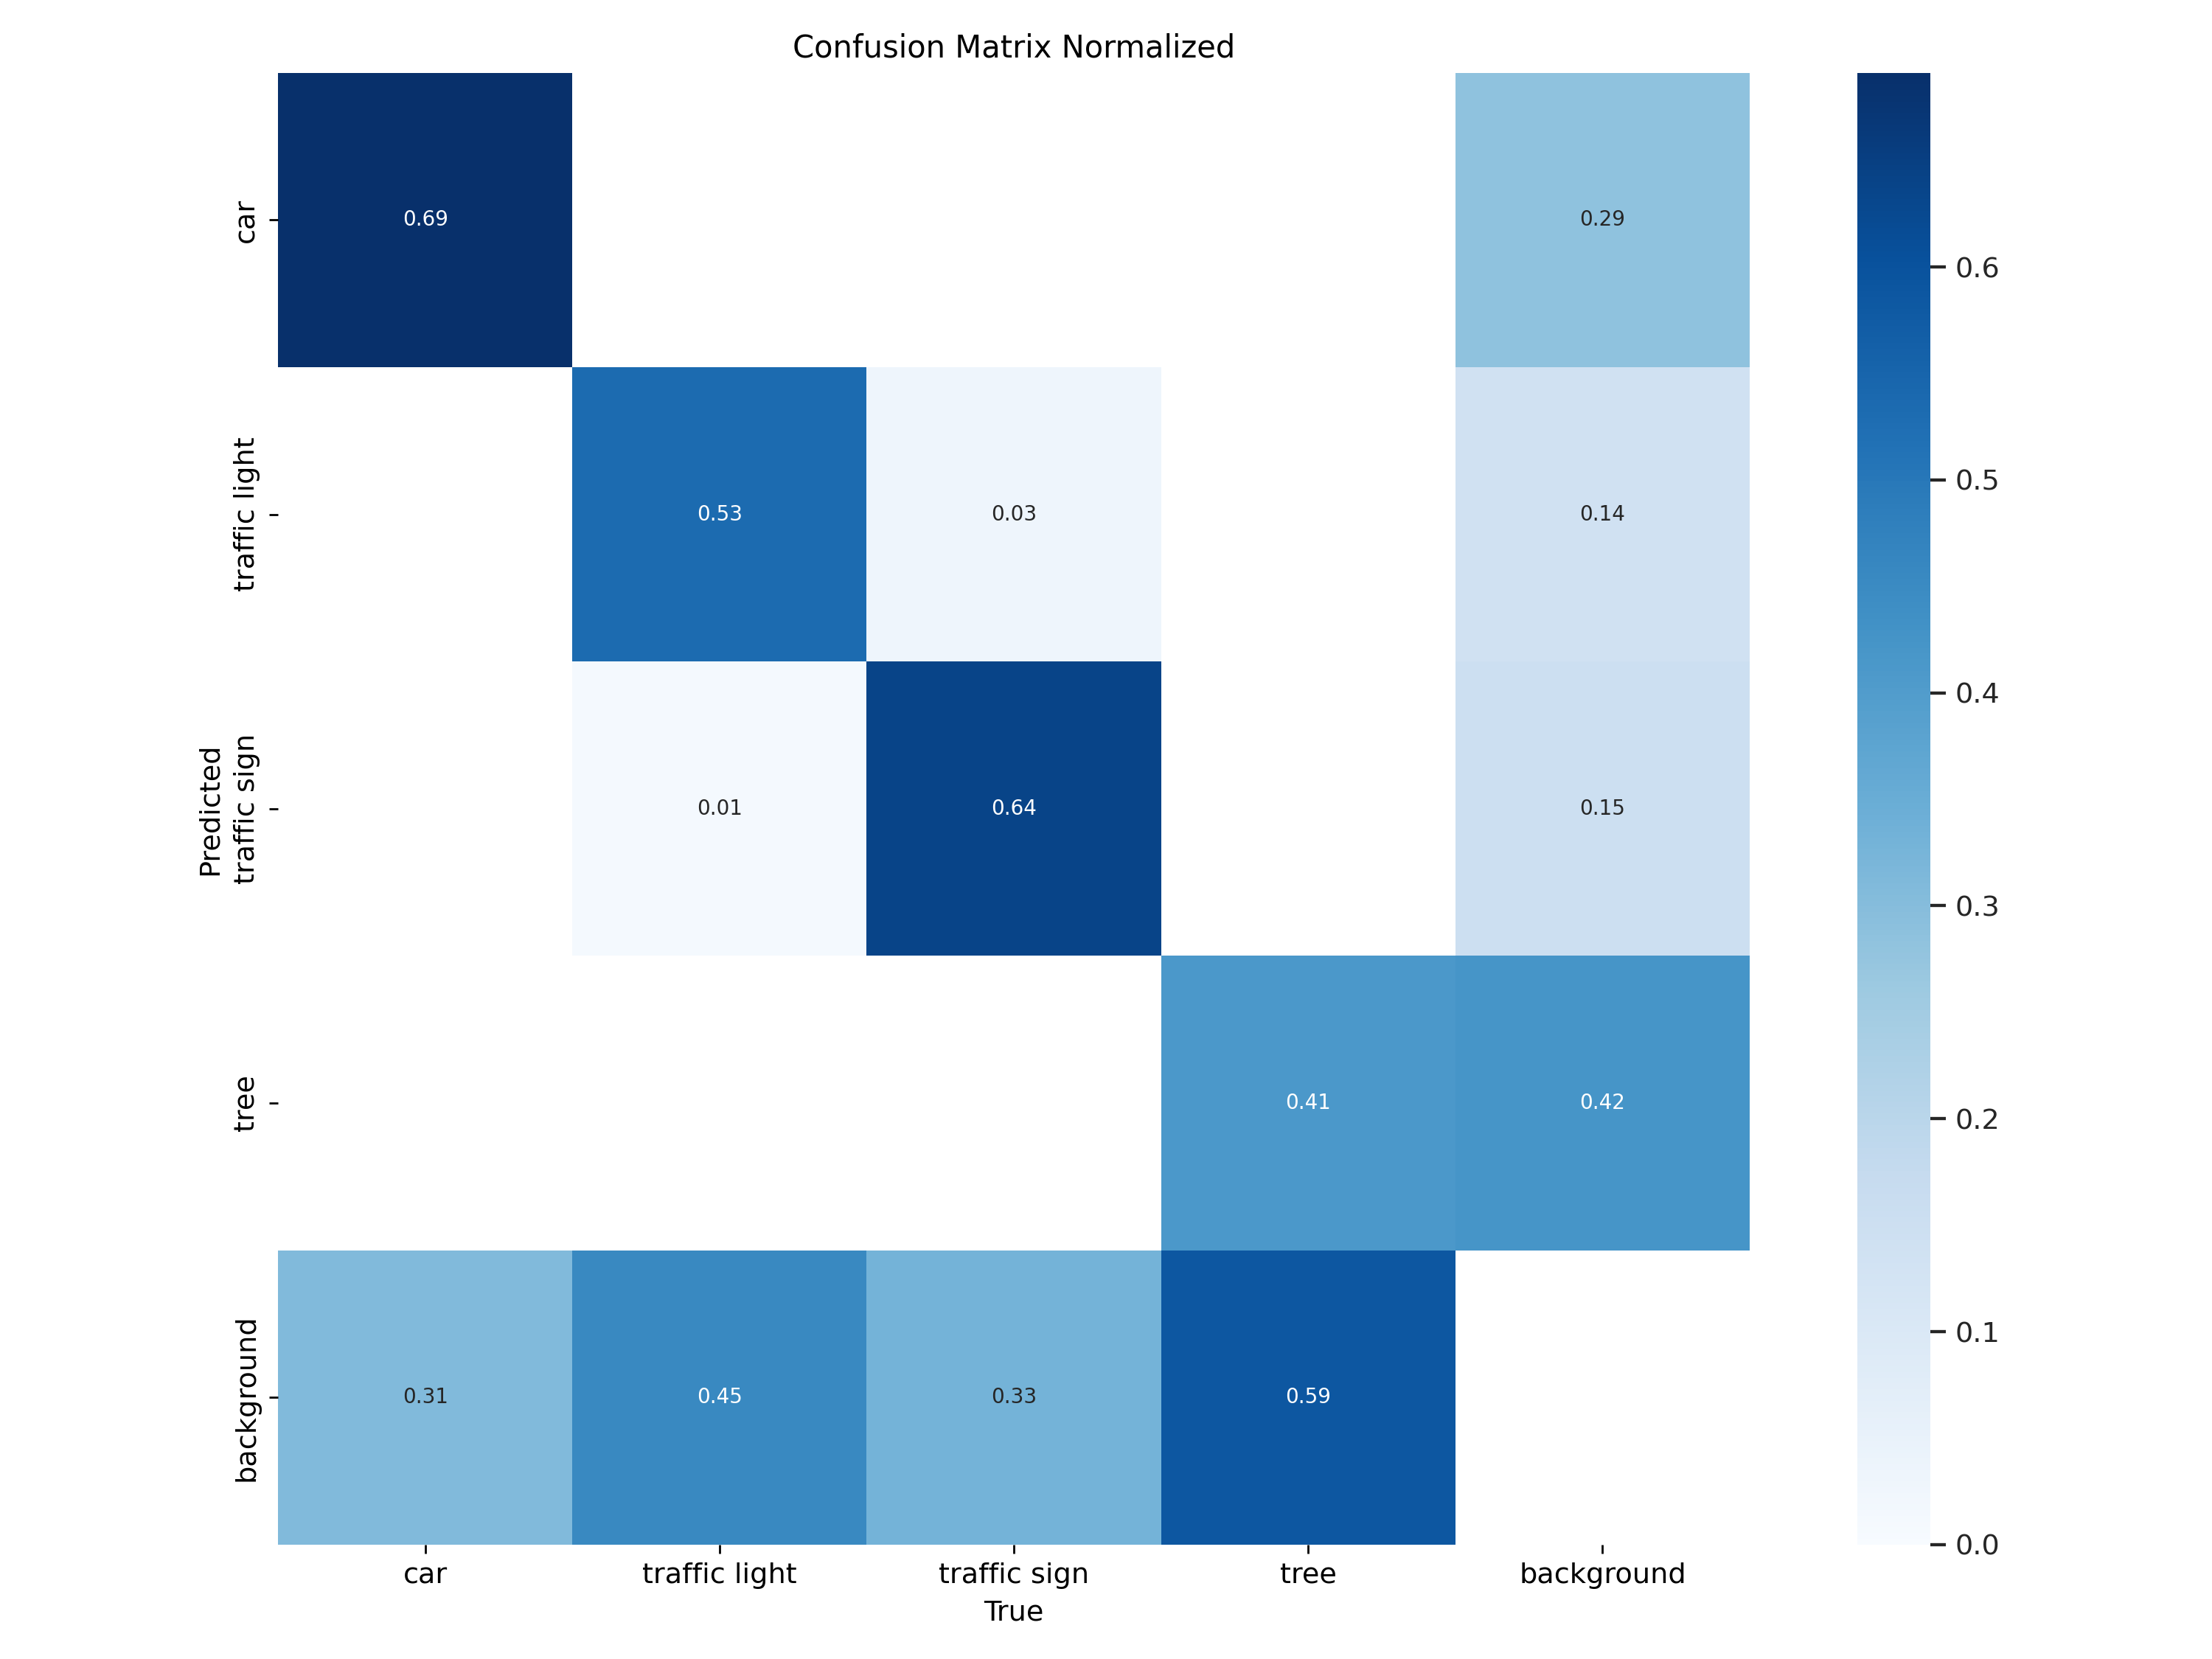 Confusion Matrix Normalized
car
0.69
0.29
0.6
traffic light
0.53
0.03
0.14
0.5
0.4
Predicted
traffic sign
0.01
0.64
0.15
0.3
tree
0.41
0.42
0.2
0.1
background
0.31
0.45
0.33
0.59
0.0
car
traffic light
traffic sign
tree
background
True